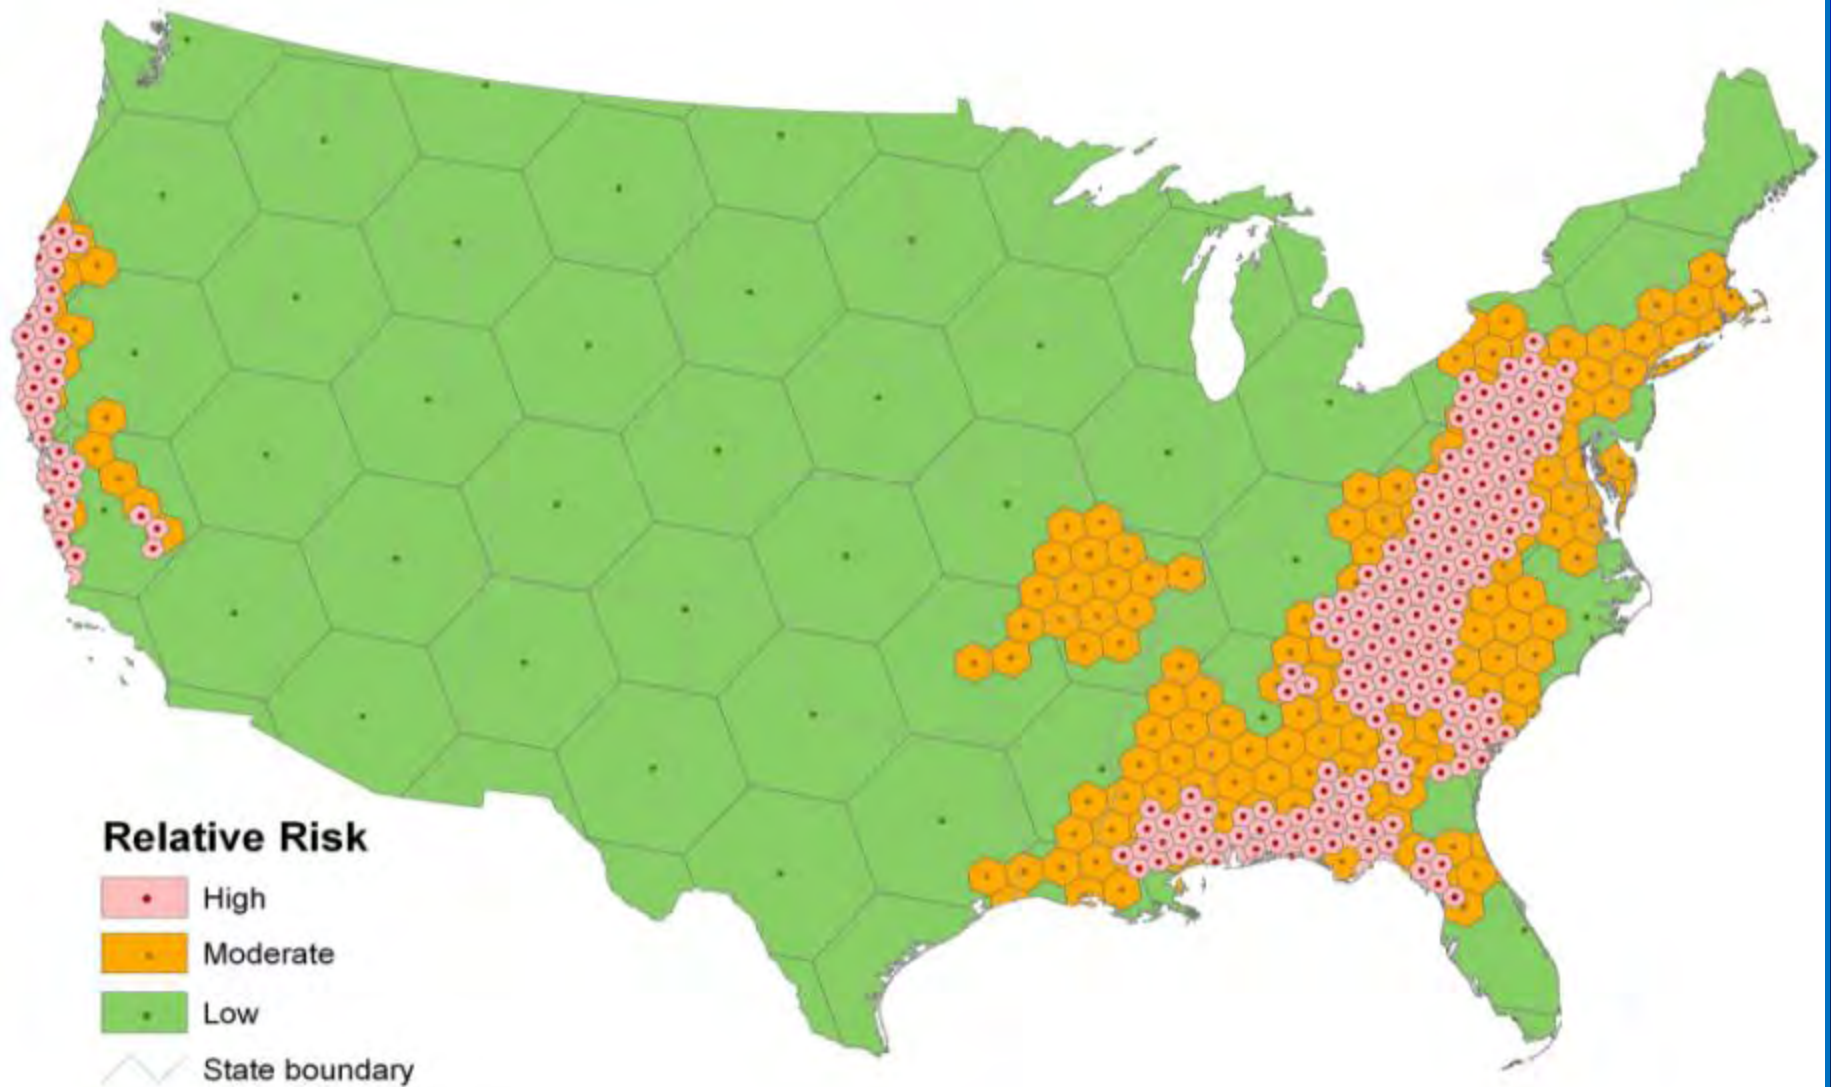 Relative Risk
High
Moderate
Low
State boundary